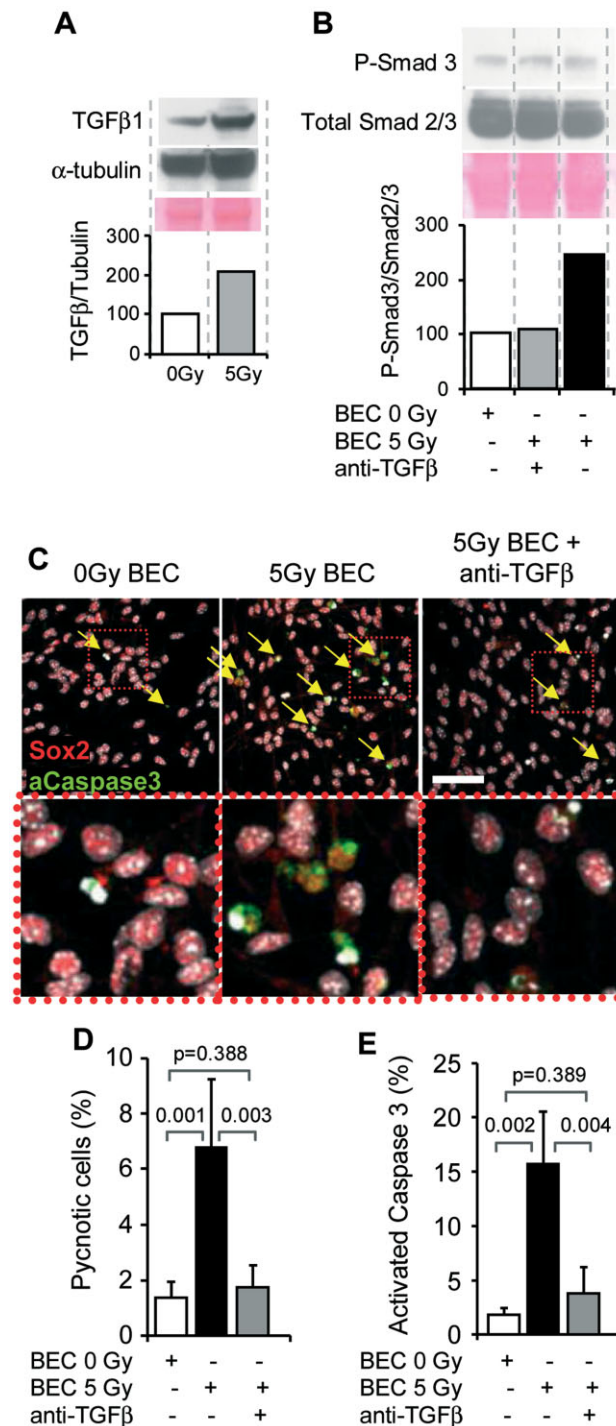 A
TGFβ1
α-tubulin
TGFβ/Tubulin
300
200
100
0
0Gy
5Gy
B
P-Smad 3
Total Smad 2/3
P-Smad3/Smad2/3
300
200
100
0
BEC 0 Gy + - -
BEC 5 Gy - + +
anti-TGFβ - + -
C
0Gy BEC
5Gy BEC
5Gy BEC +
anti-TGFβ
Sox2
aCaspase3
D
Pycnotic cells (%)
10
8
6
4
2
0
p=0.388
0.001
0.003
BEC 0 Gy + - -
BEC 5 Gy - + +
anti-TGFβ - - +
E
Activated Caspase 3 (%)
25
20
15
10
5
0
p=0.389
0.002
0.004
BEC 0 Gy + - -
BEC 5 Gy - + +
anti-TGFβ - - +